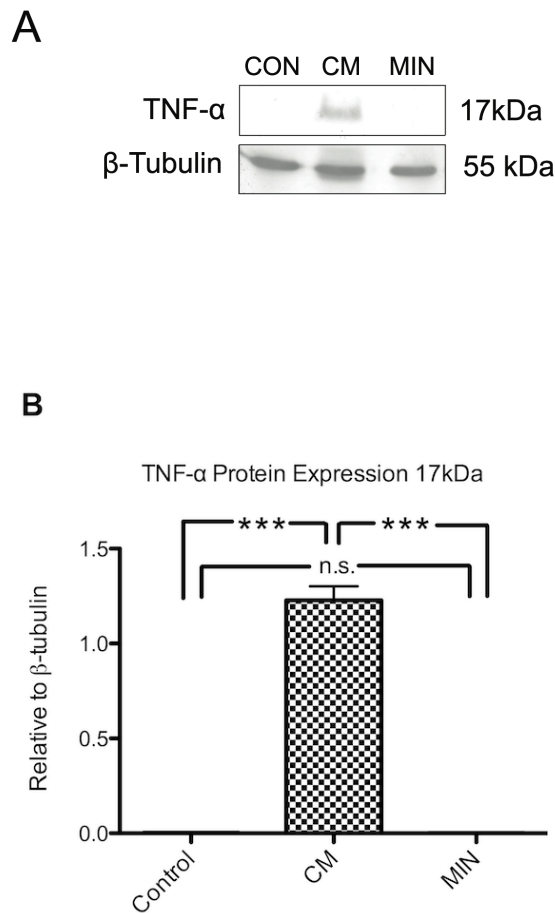 A
CON CM MIN
TNF-α 17kDa
β-Tubulin 55 kDa
B
TNF-α Protein Expression 17kDa
*** ***
n.s.
1.5
1.0
0.5
0.0
Relative to β-tubulin
Control CM MIN